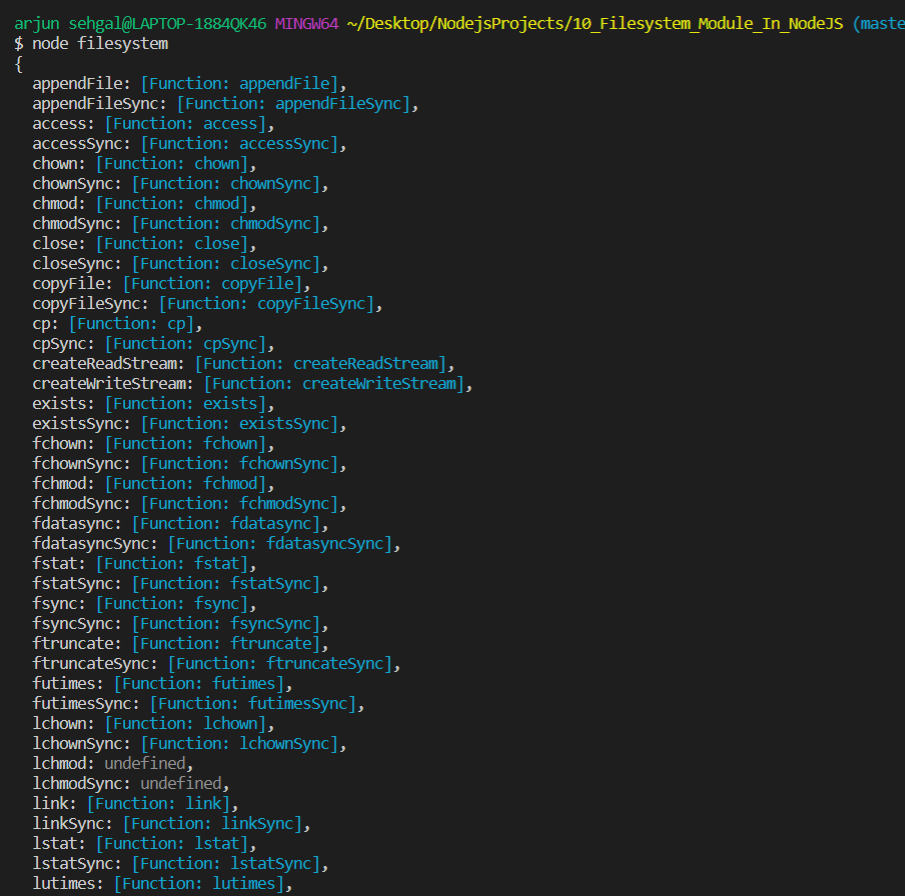 arjun sehgal@LAPTOP-1884QK46 MINGW64 ~/Desktop/NodejsProjects/10_Filesystem_Module_In_NodeJS (maste
$ node filesystem
{
  appendFile: [Function: appendFile],
  appendFileSync: [Function: appendFileSync],
  access: [Function: access],
  accessSync: [Function: accessSync],
  chown: [Function: chown],
  chownSync: [Function: chownSync],
  chmod: [Function: chmod],
  chmodSync: [Function: chmodSync],
  close: [Function: close],
  closeSync: [Function: closeSync],
  copyFile: [Function: copyFile],
  copyFileSync: [Function: copyFileSync],
  cp: [Function: cp],
  cpSync: [Function: cpSync],
  createReadStream: [Function: createReadStream],
  createWriteStream: [Function: createWriteStream],
  exists: [Function: exists],
  existsSync: [Function: existsSync],
  fchown: [Function: fchown],
  fchownSync: [Function: fchownSync],
  fchmod: [Function: fchmod],
  fchmodSync: [Function: fchmodSync],
  fdatasync: [Function: fdatasync],
  fdatasyncSync: [Function: fdatasyncSync],
  fstat: [Function: fstat],
  fstatSync: [Function: fstatSync],
  fsync: [Function: fsync],
  fsyncSync: [Function: fsyncSync],
  ftruncate: [Function: ftruncate],
  ftruncateSync: [Function: ftruncateSync],
  futimes: [Function: futimes],
  futimesSync: [Function: futimesSync],
  lchown: [Function: lchown],
  lchownSync: [Function: lchownSync],
  lchmod: undefined,
  lchmodSync: undefined,
  link: [Function: link],
  linkSync: [Function: linkSync],
  lstat: [Function: lstat],
  lstatSync: [Function: lstatSync],
  lutimes: [Function: lutimes],